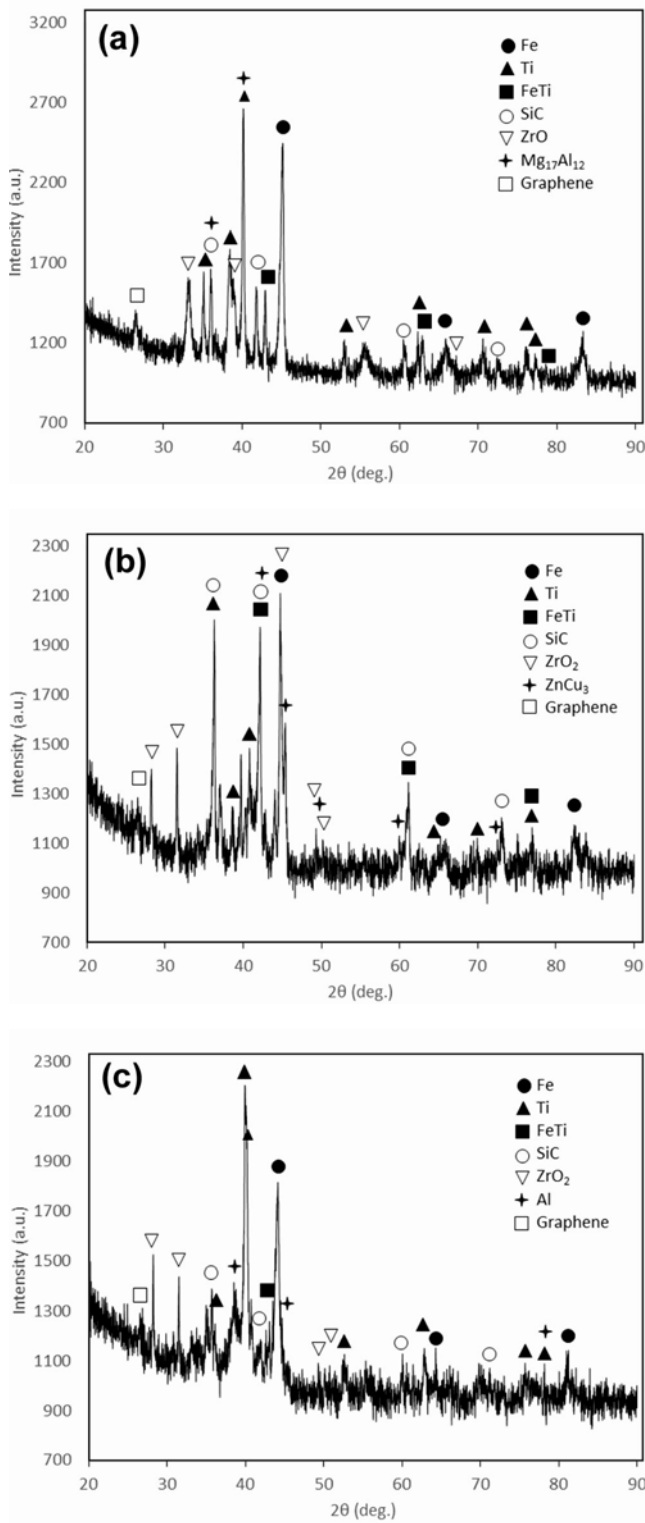 (a)
3200
2700
2200
1700
1200
700
Intensity (a.u.)
Fe
Ti
FeTi
SiC
ZrO
Mg₁₇Al₁₂
Graphene
20 30 40 50 60 70 80 90
2θ (deg.)
(b)
2300
2100
1900
1700
1500
1300
1100
900
700
Intensity (a.u.)
Fe
Ti
FeTi
SiC
ZrO₂
ZnCu₃
Graphene
20 30 40 50 60 70 80 90
2θ (deg.)
(c)
2300
2100
1900
1700
1500
1300
1100
900
700
Intensity (a.u.)
Fe
Ti
FeTi
SiC
ZrO₂
Al
Graphene
20 30 40 50 60 70 80 90
2θ (deg.)